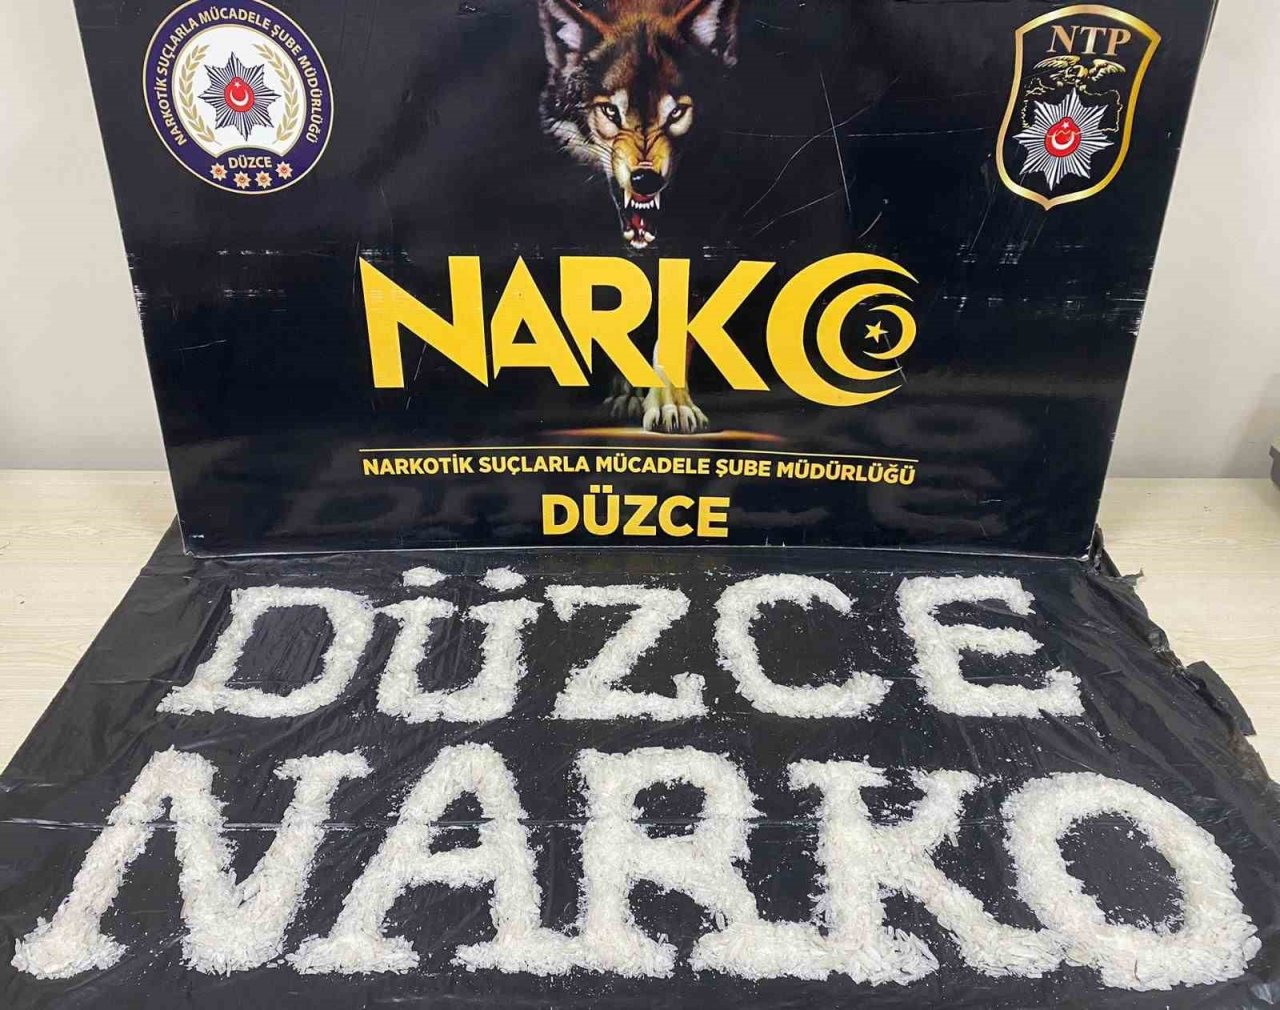 NARKOTİK SUÇLARLA MÜCADELE ŞUBE MÜDÜRLÜĞÜ
DÜZCE
NTP
NARKO
NARKOTİK SUÇLARLA MÜCADELE ŞUBE MÜDÜRLÜĞÜ
DÜZCE
DÜZCE
NARKO